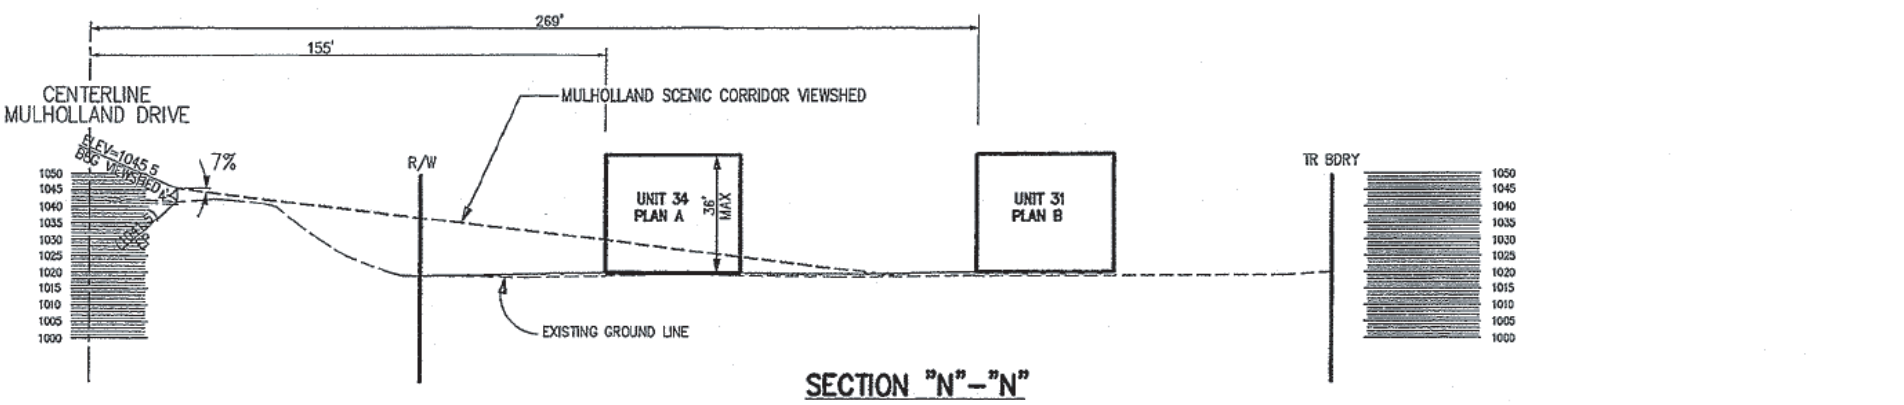 269'
155'
CENTERLINE
MULHOLLAND DRIVE
MULHOLLAND SCENIC CORRIDOR VIEWSHED
ELEV=1045.5
BEG VIEWSHED
7%
R/W
TR BDRY
1050
1045
1040
1035
1030
1025
1020
1015
1010
1005
1000
UNIT 34
PLAN A
36'
MAX
UNIT 31
PLAN B
1050
1045
1040
1035
1030
1025
1020
1015
1010
1005
1000
EXISTING GROUND LINE
SECTION "N"-"N"